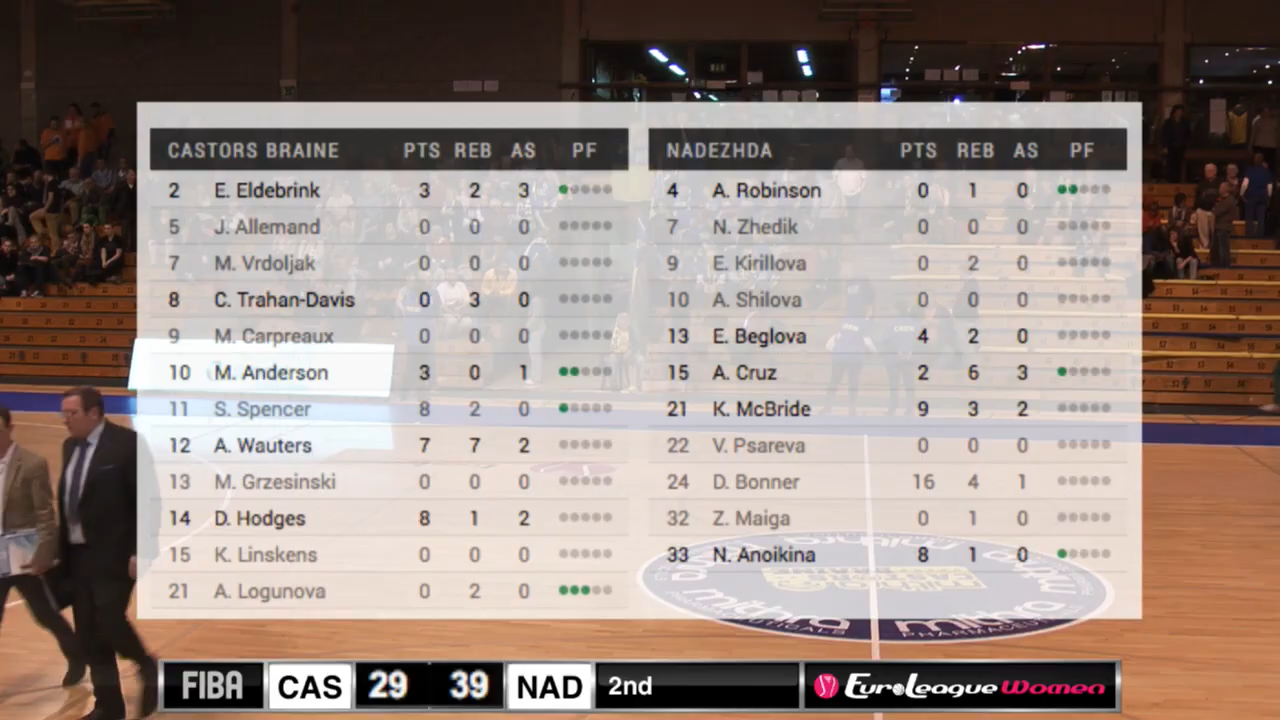 CASTORS BRAINE PTS REB AS PF
2 E. Eldebrink 3 2 3
5 J. Allemand 0 0 0
7 M. Vrdoljak 0 0 0
8 C. Trahan-Davis 0 3 0
9 M. Carpreaux 0 0 0
10 M. Anderson 3 0 1
11 S. Spencer 8 2 0
12 A. Wauters 7 7 2
13 M. Grzesinski 0 0 0
14 D. Hodges 8 1 2
15 K. Linskens 0 0 0
21 A. Logunova 0 2 0
NADEZHDA PTS REB AS PF
4 A. Robinson 0 1 0
7 N. Zhedik 0 0 0
9 E. Kirillova 0 2 0
10 A. Shilova 0 0 0
13 E. Beglova 4 2 0
15 A. Cruz 2 6 3
21 K. McBride 9 3 2
22 V. Psareva 0 0 0
24 D. Bonner 16 4 1
32 Z. Maiga 0 1 0
33 N. Anoikina 8 1 0
mithra
mithra
PHARMACEUTICALS
FIBA CAS 29 39 NAD 2nd EuroLeague Women